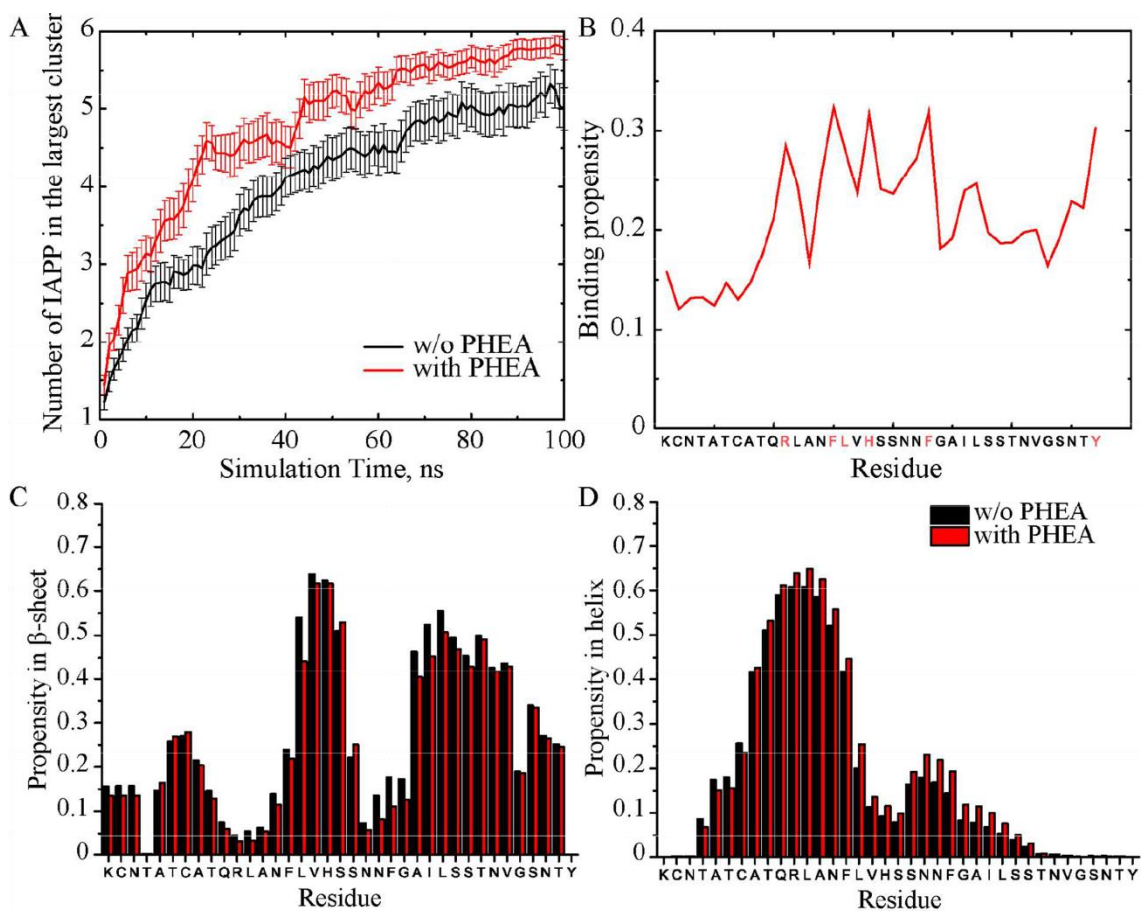 A
Number of IAPP in the largest cluster
6
5
4
3
2
1
0 20 40 60 80 100
Simulation Time, ns
w/o PHEA
with PHEA
B
Binding propensity
0.4
0.3
0.2
0.1
0
KCNTATCATQRLANFLVHSSNNFGAILSSTNVGSNTY
Residue
C
Propensity in β-sheet
0.8
0.7
0.6
0.5
0.4
0.3
0.2
0.1
0
KCNTATCATQRLANFLVHSSNNFGAILSSTNVGSNTY
Residue
D
Propensity in helix
0.8
0.7
0.6
0.5
0.4
0.3
0.2
0.1
0
w/o PHEA
with PHEA
KCNTATCATQRLANFLVHSSNNFGAILSSTNVGSNTY
Residue